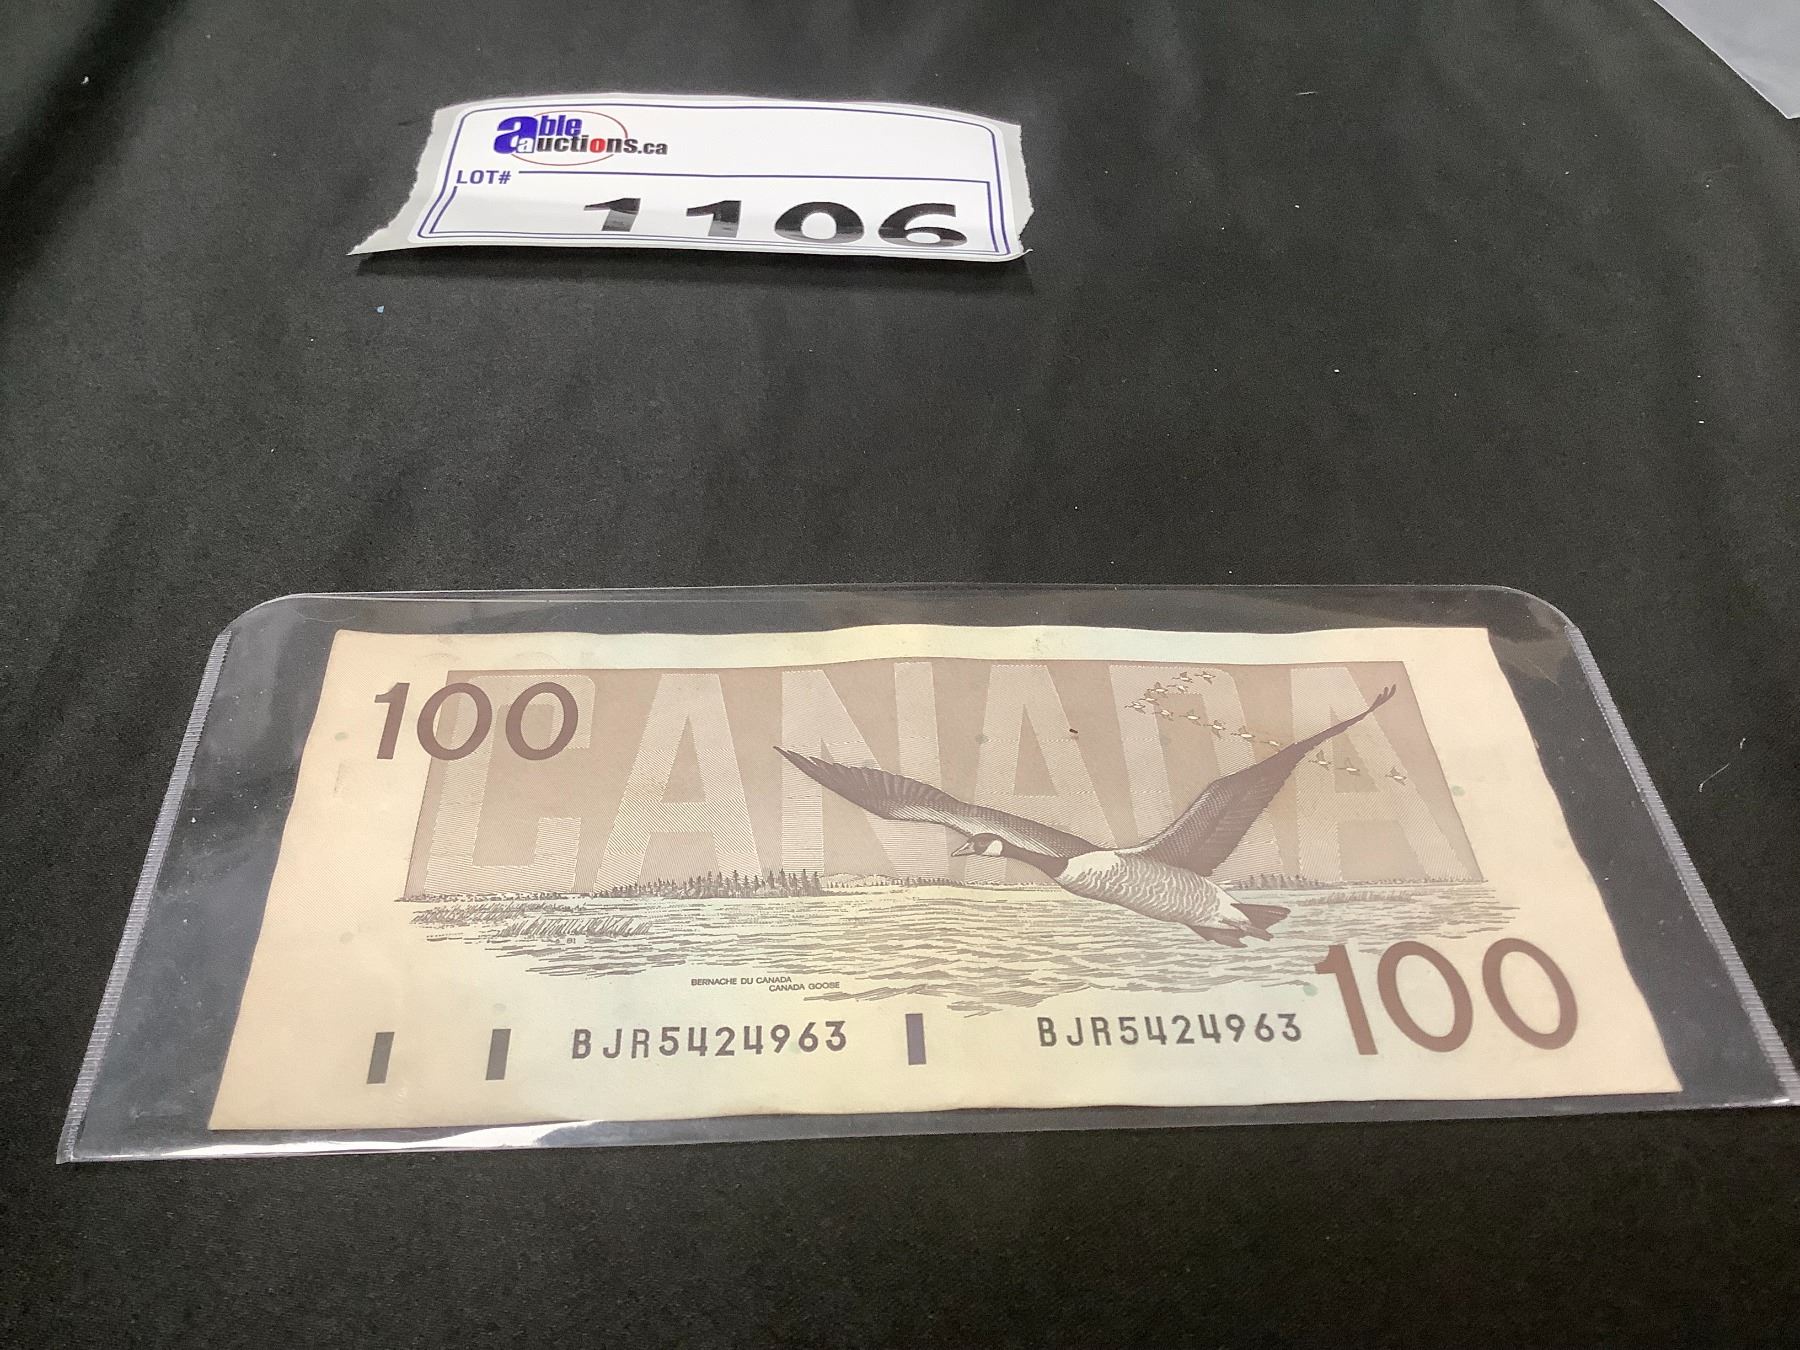 able
auctions.ca
LOT#
1106
CANADA
100
BERNACHE DU CANADA
CANADA GOOSE
100
BJR5424963
BJR5424963